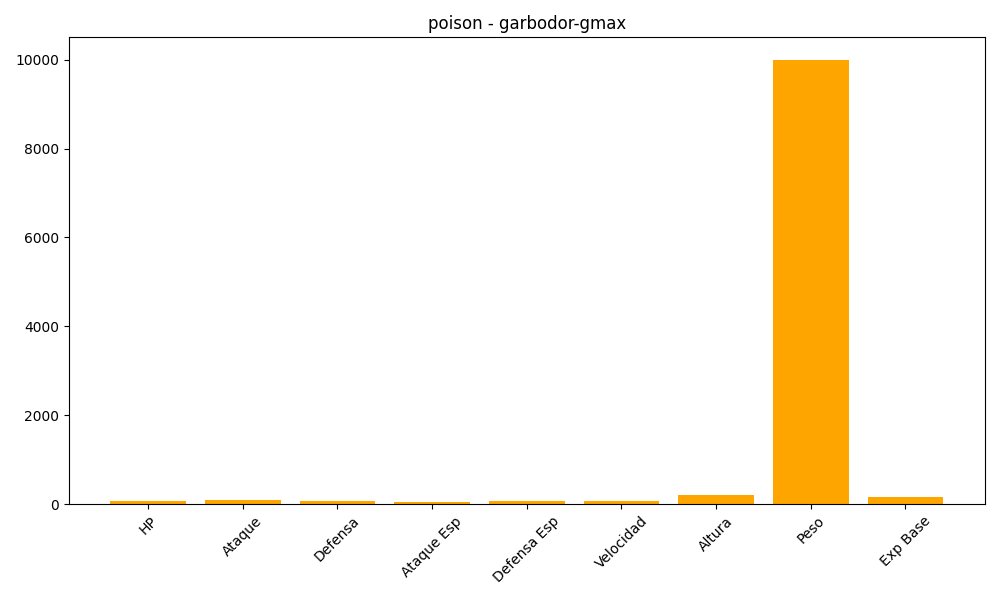 poison - garbodor-gmax
10000
8000
6000
4000
2000
0
HP
Ataque
Defensa
Ataque Esp
Defensa Esp
Velocidad
Altura
Peso
Exp Base